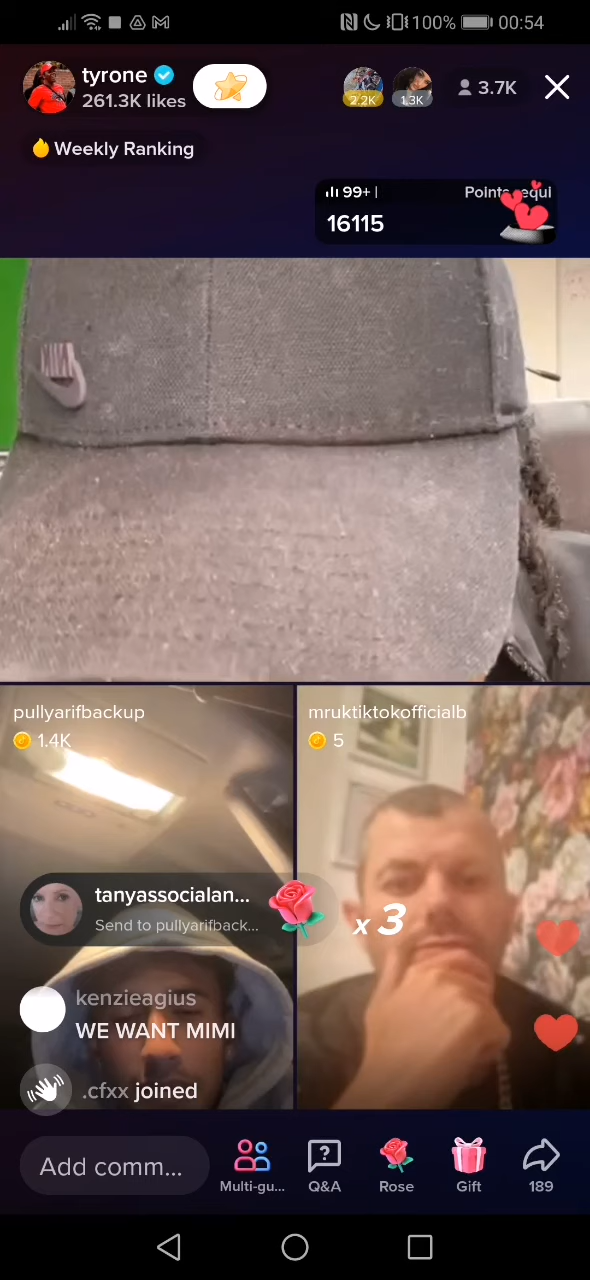 100% 00:54
tyrone
261.3K likes
2.2K
1.3K
3.7K
Weekly Ranking
99+ |
16115
pullyarifbackup
1.4K
mruktiktokofficialb
5
tanyassocialan...
Send to pullyarifback...
x 3
kenzieagius
WE WANT MIMI
.cfxx joined
Add comm...
Multi-gu...
Q&A
Rose
Gift
189